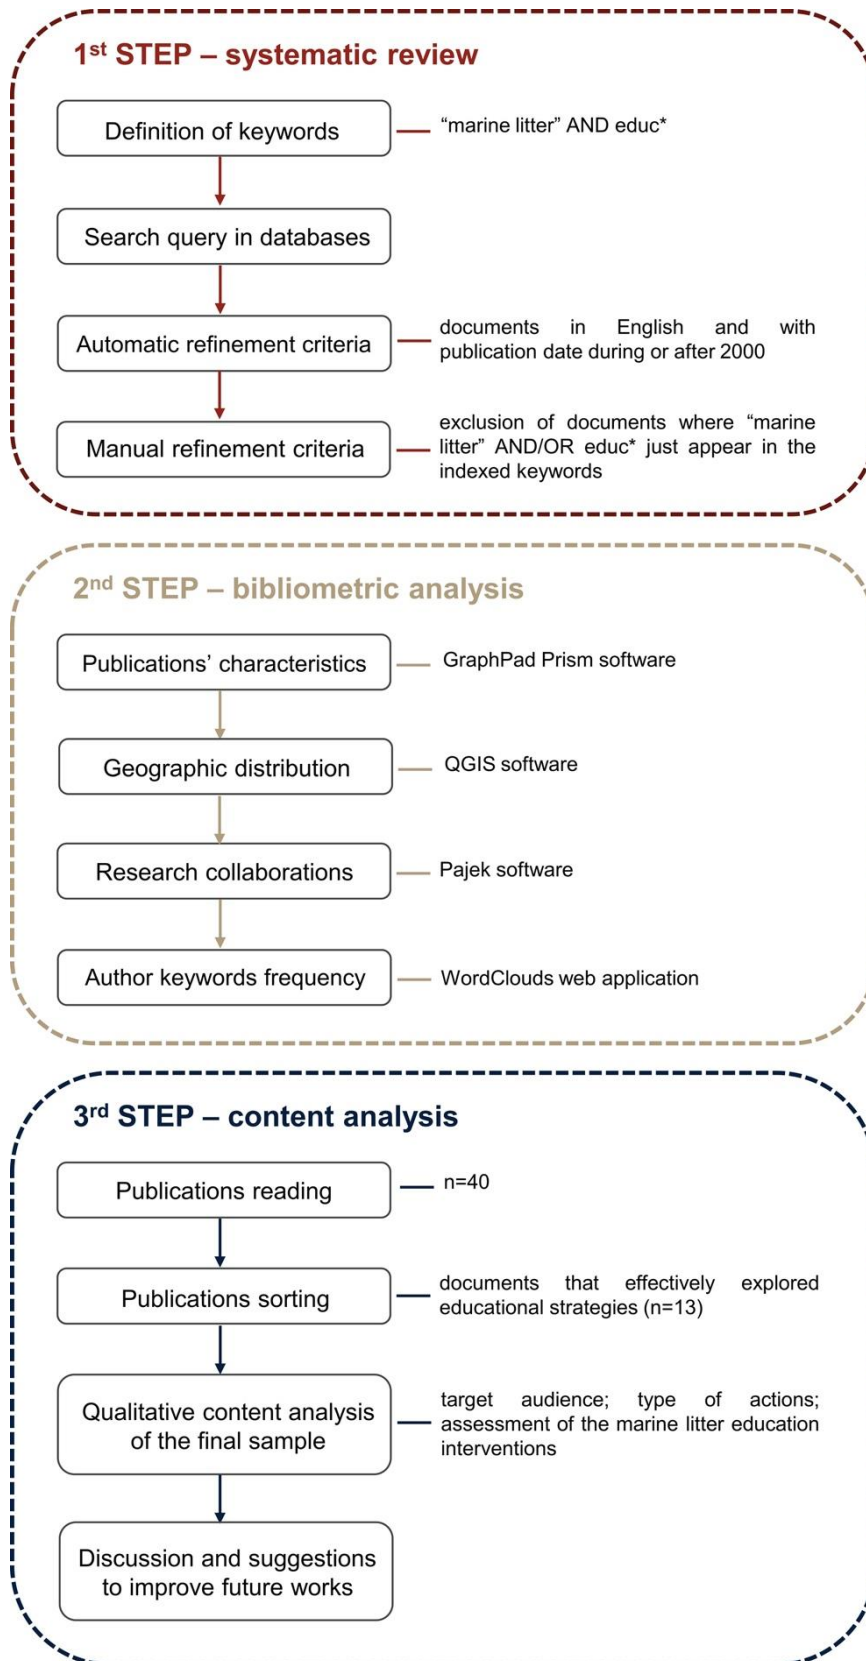 1st STEP – systematic review
Definition of keywords
“marine litter” AND educ*
Search query in databases
Automatic refinement criteria
documents in English and with
publication date during or after 2000
Manual refinement criteria
exclusion of documents where “marine
litter” AND/OR educ* just appear in the
indexed keywords
2nd STEP – bibliometric analysis
Publications’ characteristics
GraphPad Prism software
Geographic distribution
QGIS software
Research collaborations
Pajek software
Author keywords frequency
WordClouds web application
3rd STEP – content analysis
Publications reading
n=40
Publications sorting
documents that effectively explored
educational strategies (n=13)
Qualitative content analysis
of the final sample
target audience; type of actions;
assessment of the marine litter education
interventions
Discussion and suggestions
to improve future works